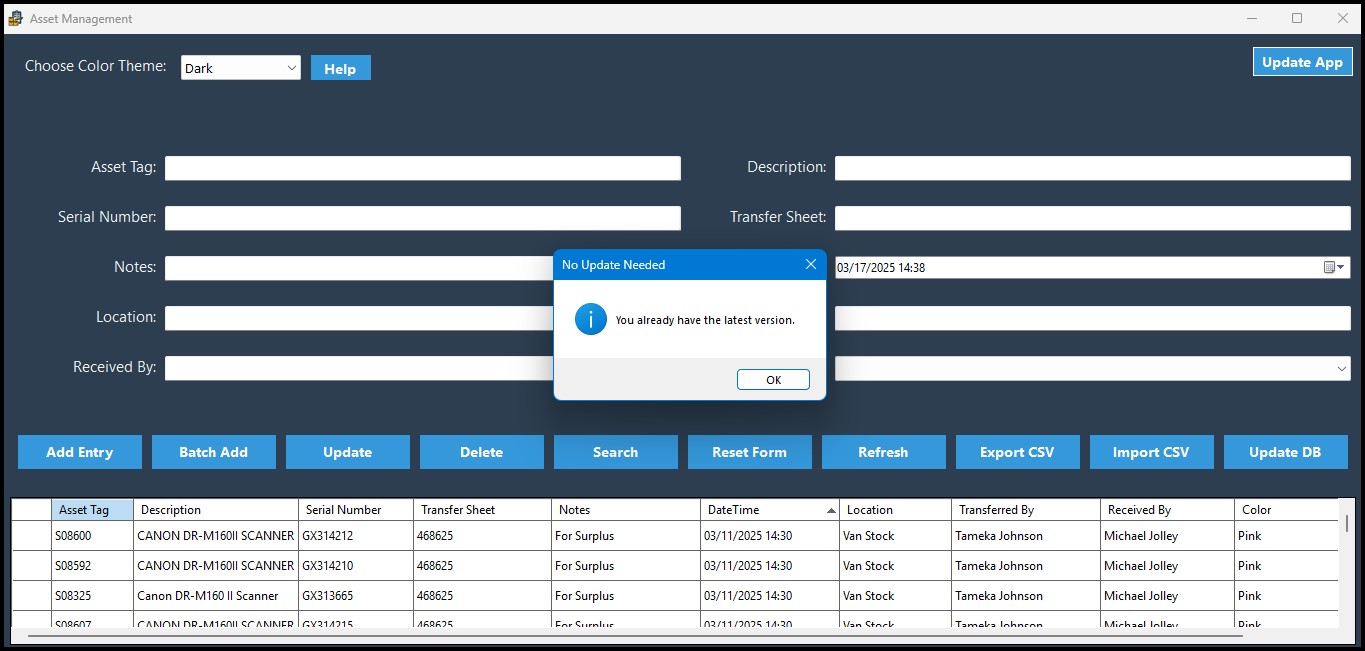 Asset Management
Choose Color Theme: Dark Help Update App
Asset Tag: Description:
Serial Number: Transfer Sheet:
Notes: 03/17/2025 14:38
Location:
Received By:
No Update Needed
You already have the latest version.
OK
Add Entry Batch Add Update Delete Search Reset Form Refresh Export CSV Import CSV Update DB
Asset Tag Description Serial Number Transfer Sheet Notes DateTime Location Transferred By Received By Color
S08600 CANON DR-M160II SCANNER GX314212 468625 For Surplus 03/11/2025 14:30 Van Stock Tameka Johnson Michael Jolley Pink
S08592 CANON DR-M160II SCANNER GX314210 468625 For Surplus 03/11/2025 14:30 Van Stock Tameka Johnson Michael Jolley Pink
S08325 Canon DR-M160 II Scanner GX313665 468625 For Surplus 03/11/2025 14:30 Van Stock Tameka Johnson Michael Jolley Pink
S08607 CANON DR-M160II SCANNER GX314215 468625 For Surplus 03/11/2025 14:30 Van Stock Tameka Johnson Michael Jolley Pink